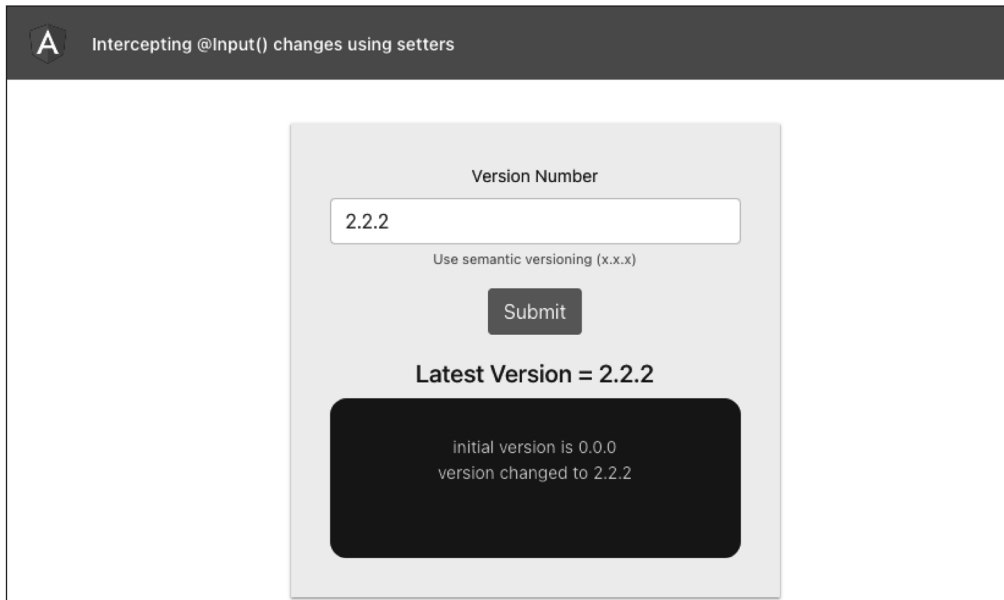 A
Intercepting @Input() changes using setters
Version Number
2.2.2
Use semantic versioning (x.x.x)
Submit
Latest Version = 2.2.2
initial version is 0.0.0
version changed to 2.2.2